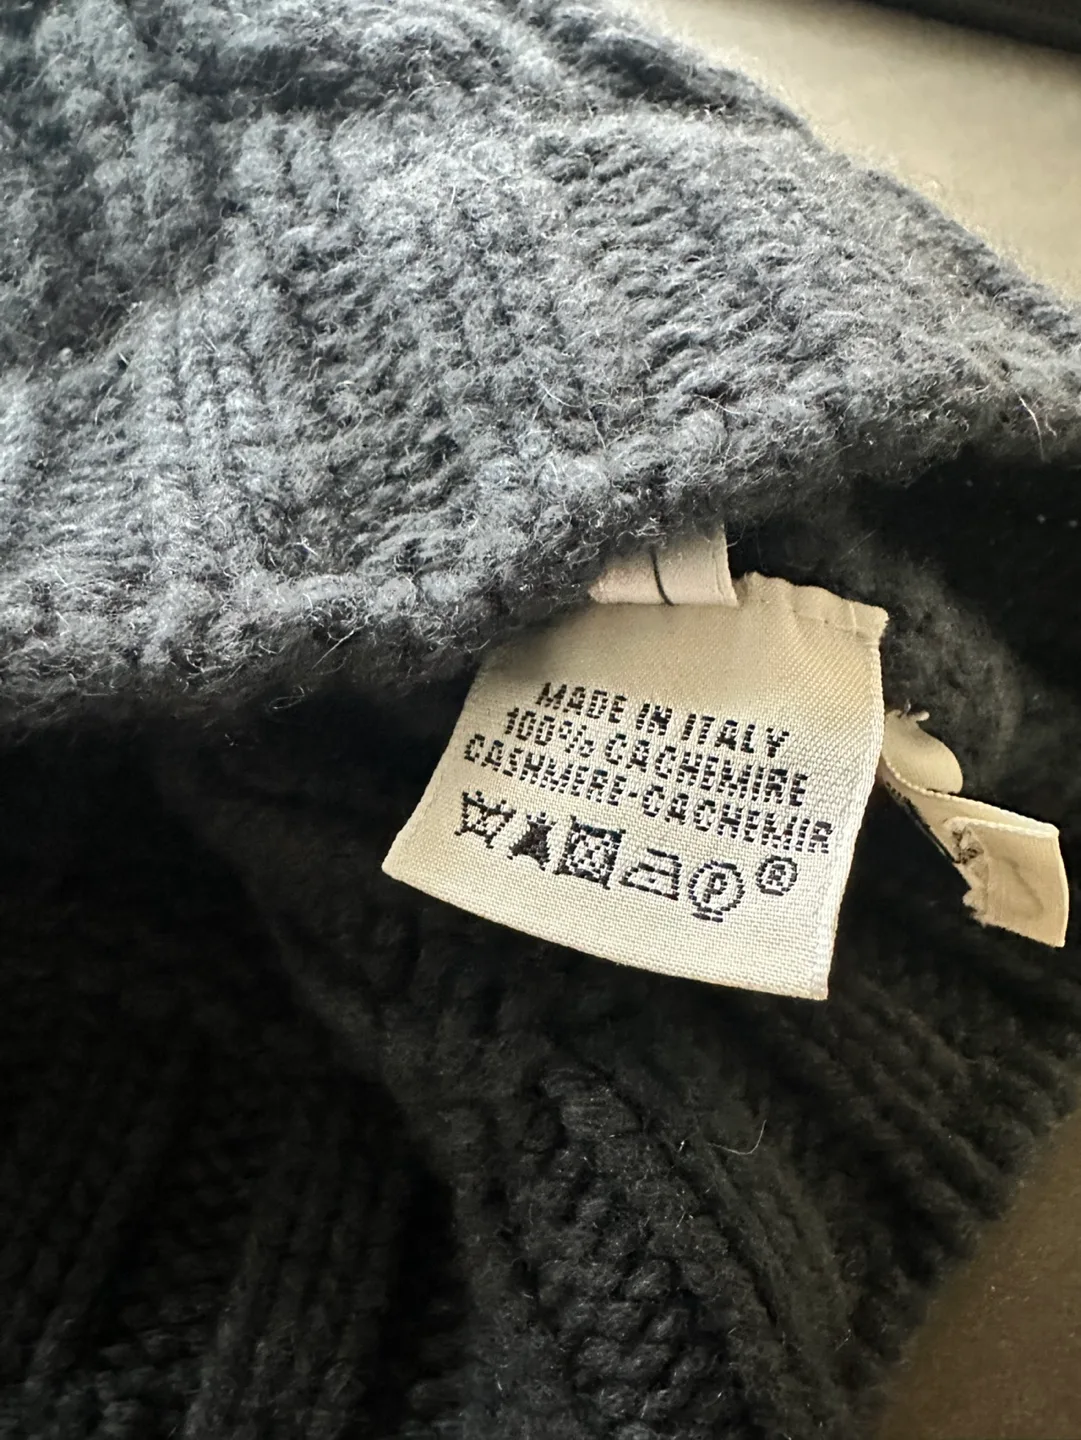 MADE IN ITALY
100% CACHEMIRE
CASHMERE-CACHEMIR
P ®